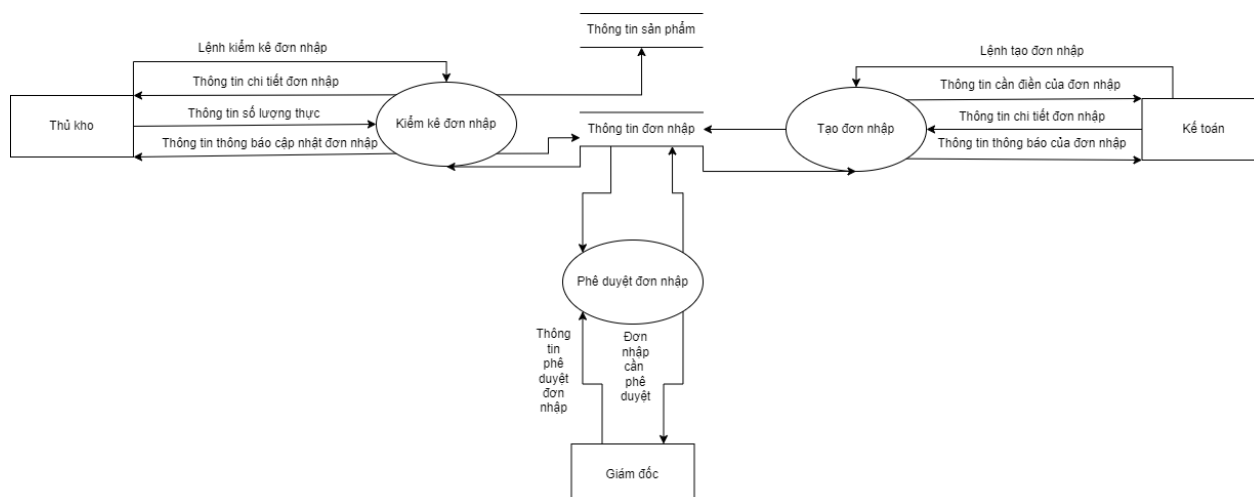 Thông tin sản phẩm
Lệnh kiểm kê đơn nhập
Lệnh tạo đơn nhập
Thông tin chi tiết đơn nhập
Thông tin cần điền của đơn nhập
Thông tin số lượng thực
Thủ kho
Kiểm kê đơn nhập
Thông tin đơn nhập
Tạo đơn nhập
Thông tin chi tiết đơn nhập
Kế toán
Thông tin thông báo cập nhật đơn nhập
Thông tin thông báo của đơn nhập
Phê duyệt đơn nhập
Thông
tin
phê
duyệt
đơn
nhập
Đơn
nhập
cần
phê
duyệt
Giám đốc